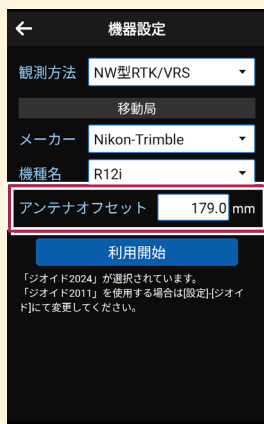 機器設定
観測方法 NW型RTK/VRS
移動局
メーカー Nikon-Trimble
機種名 R12i
アンテナオフセット 179.0 mm
利用開始
「ジオイド2024」が選択されています。
「ジオイド2011」を使用する場合は[設定]-[ジオイ
ド]にて変更してください。